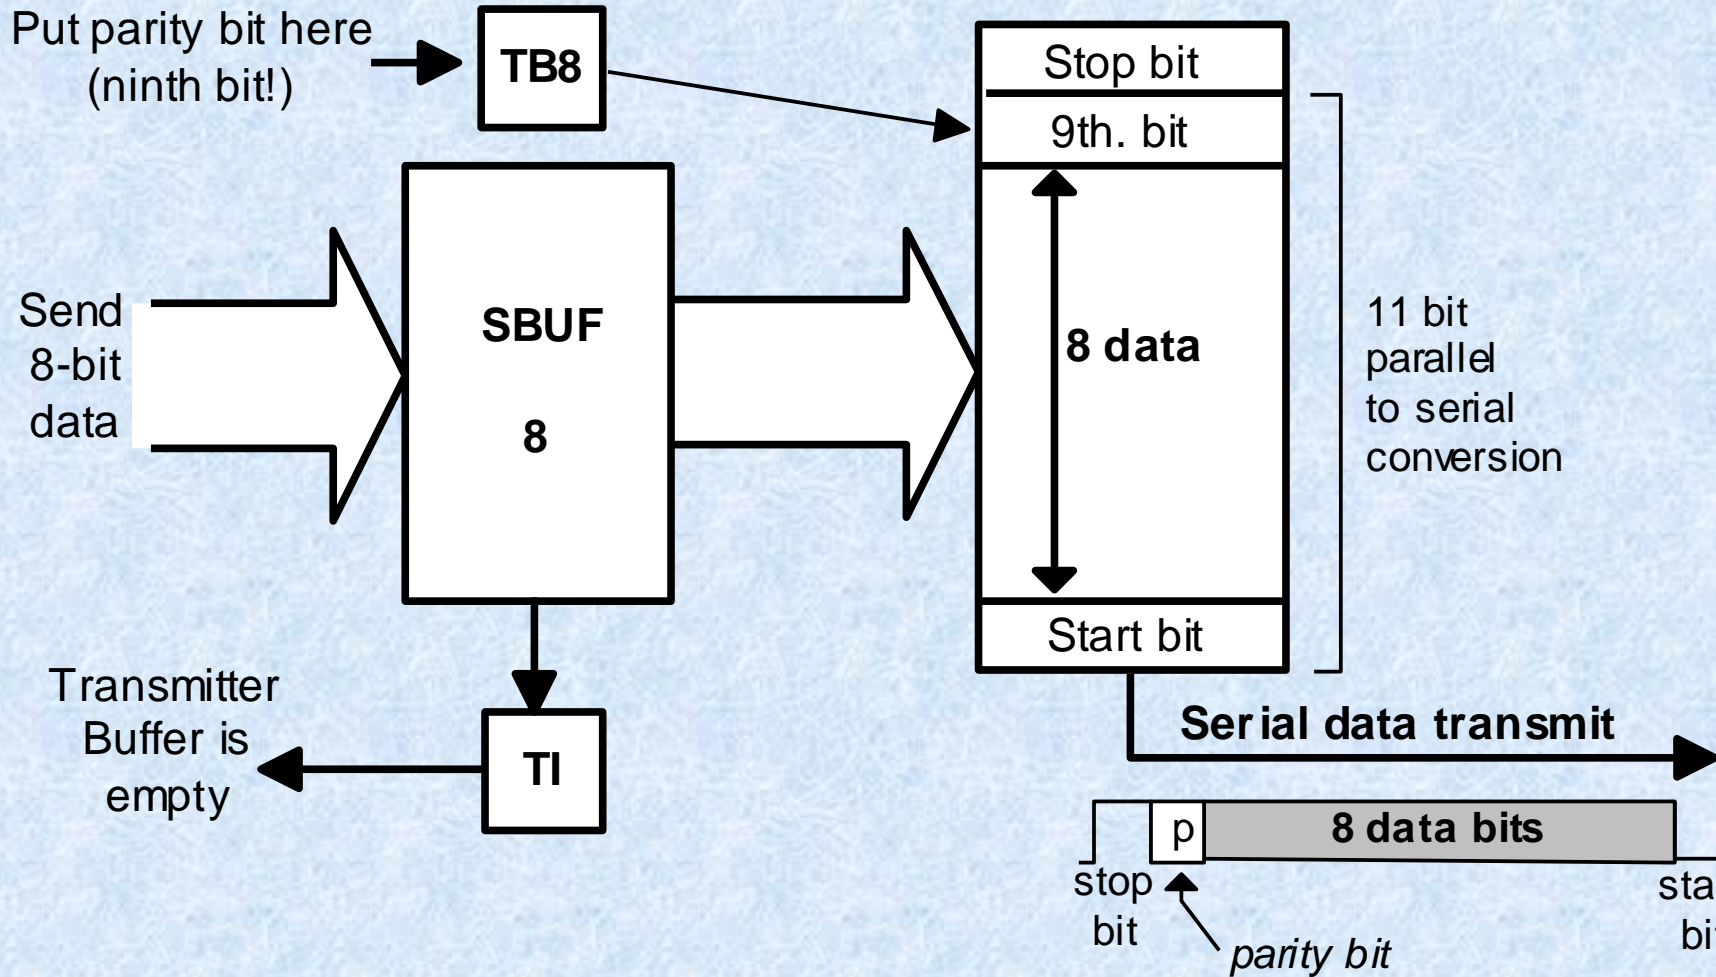 Put parity bit here
(ninth bit!)
TB8
Stop bit
9th. bit
Send
8-bit
data
SBUF
8
8 data
11 bit
parallel
to serial
conversion
Start bit
Transmitter
Buffer is
empty
TI
Serial data transmit
p
8 data bits
stop
bit
parity bit